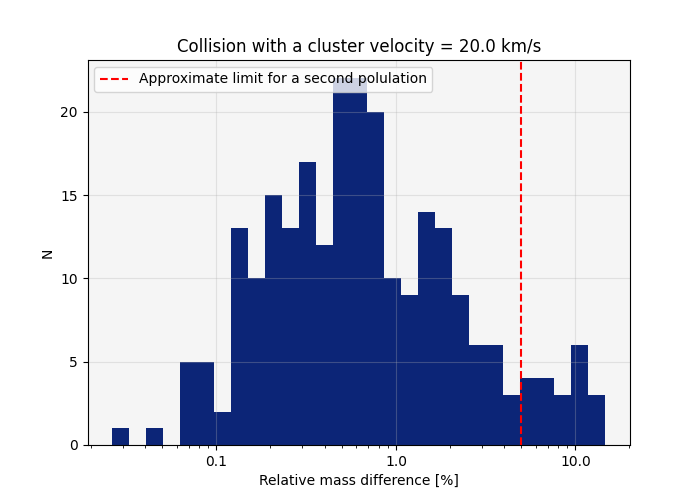 Collision with a cluster velocity = 20.0 km/s
Approximate limit for a second polulation
20
15
10
5
0
N
0.1
1.0
10.0
Relative mass difference [%]